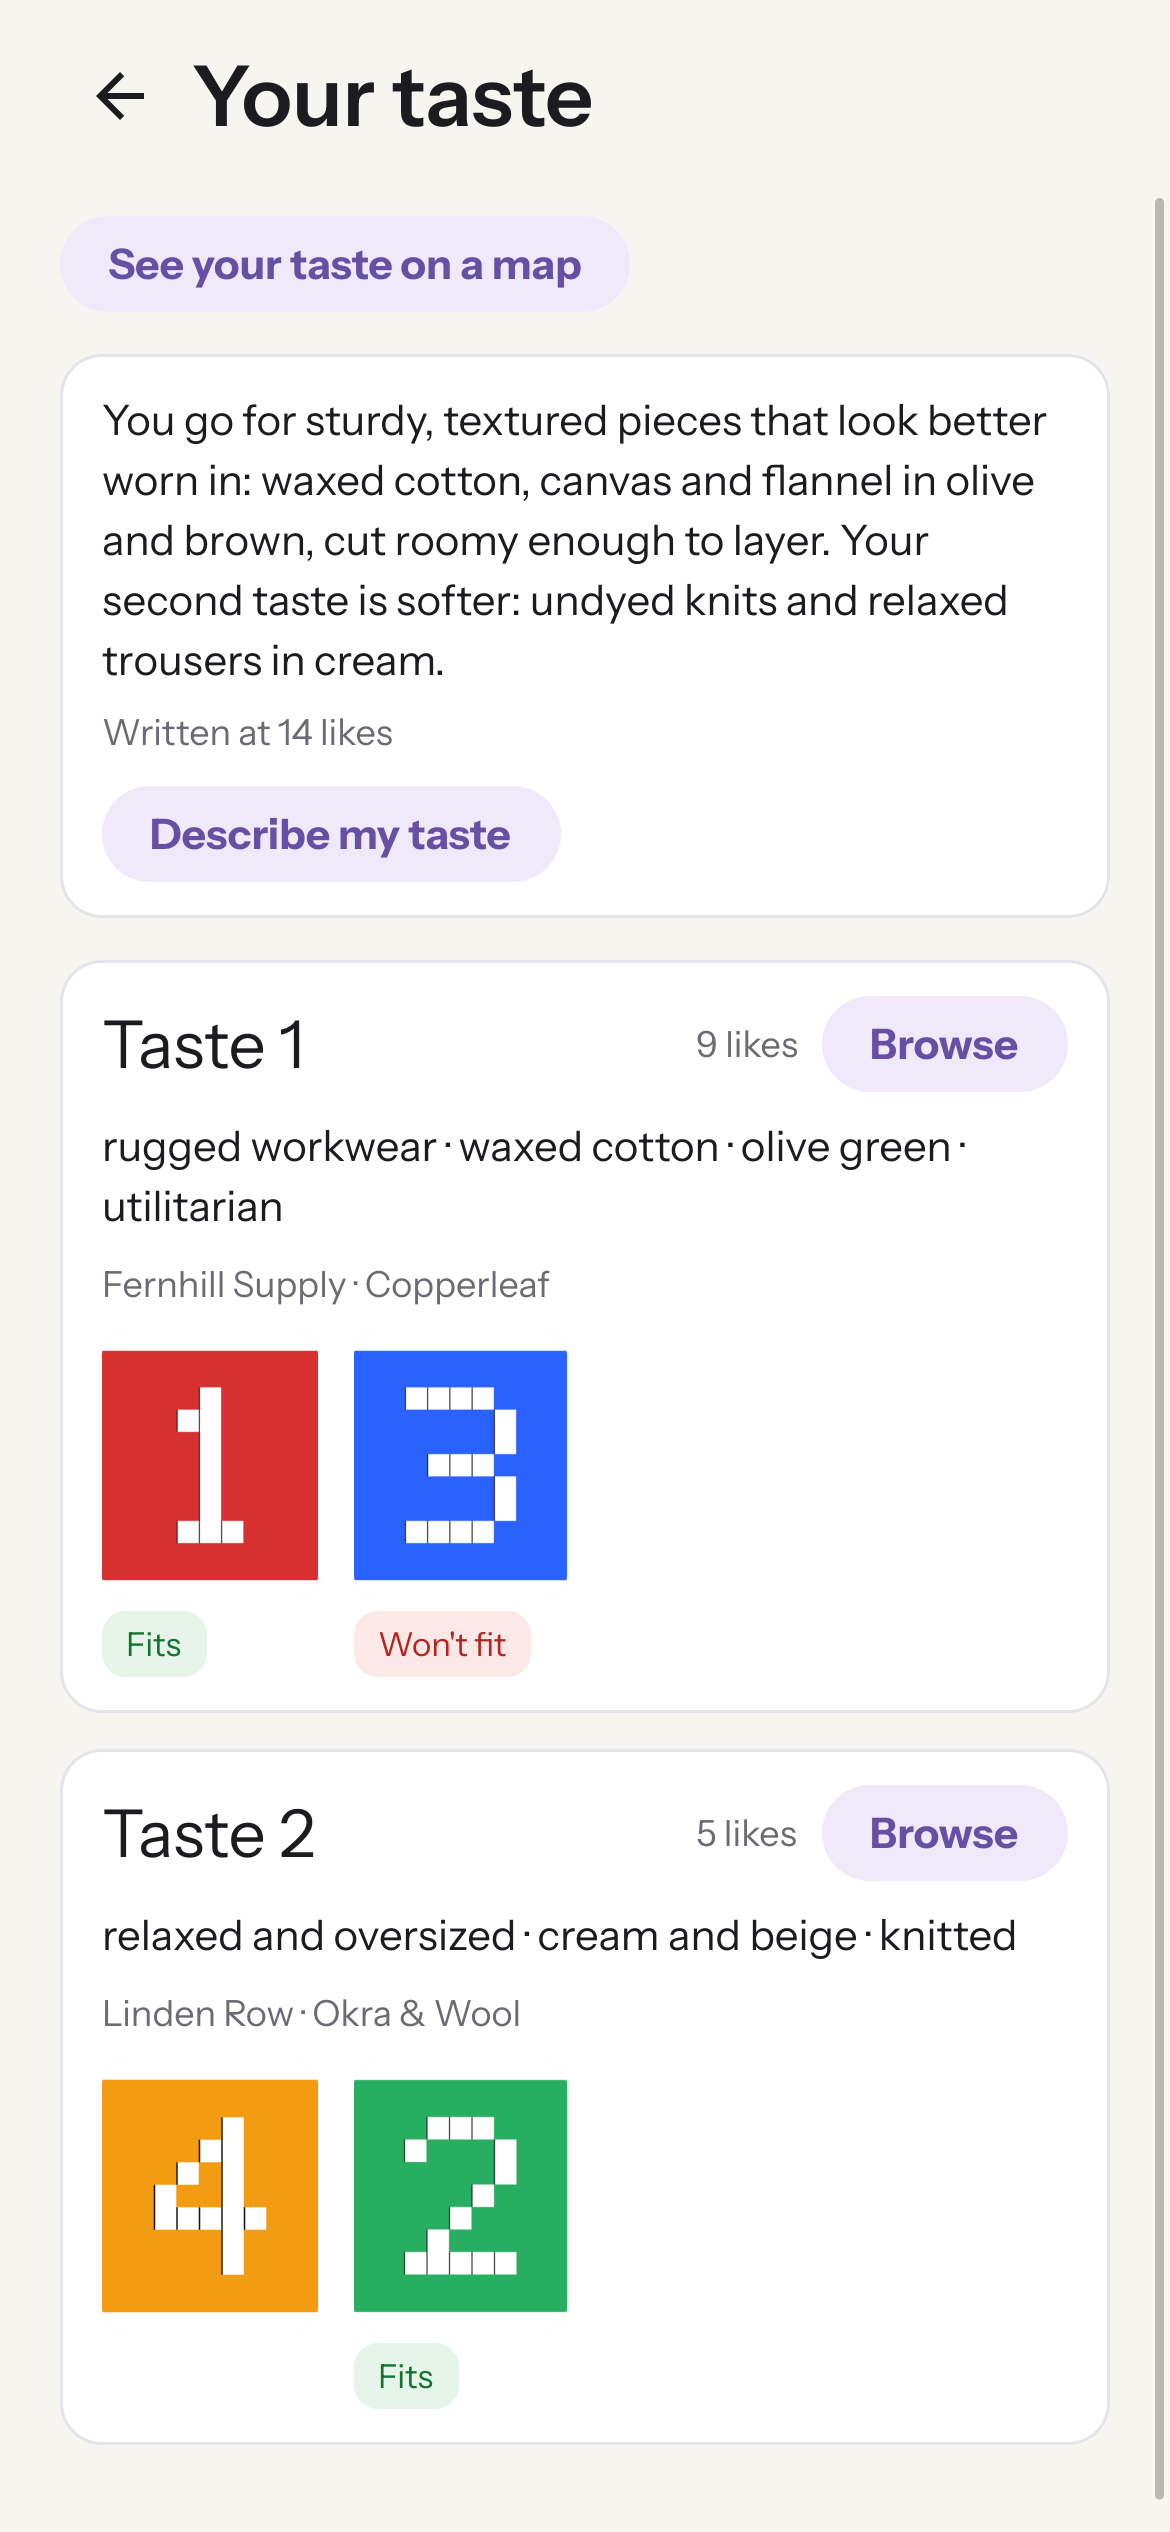 Your taste
See your taste on a map
You go for sturdy, textured pieces that look better
worn in: waxed cotton, canvas and flannel in olive
and brown, cut roomy enough to layer. Your
second taste is softer: undyed knits and relaxed
trousers in cream.
Written at 14 likes
Describe my taste
Taste 1
9 likes
Browse
rugged workwear · waxed cotton · olive green ·
utilitarian
Fernhill Supply · Copperleaf
1
3
Fits
Won't fit
Taste 2
5 likes
Browse
relaxed and oversized · cream and beige · knitted
Linden Row · Okra & Wool
4
2
Fits